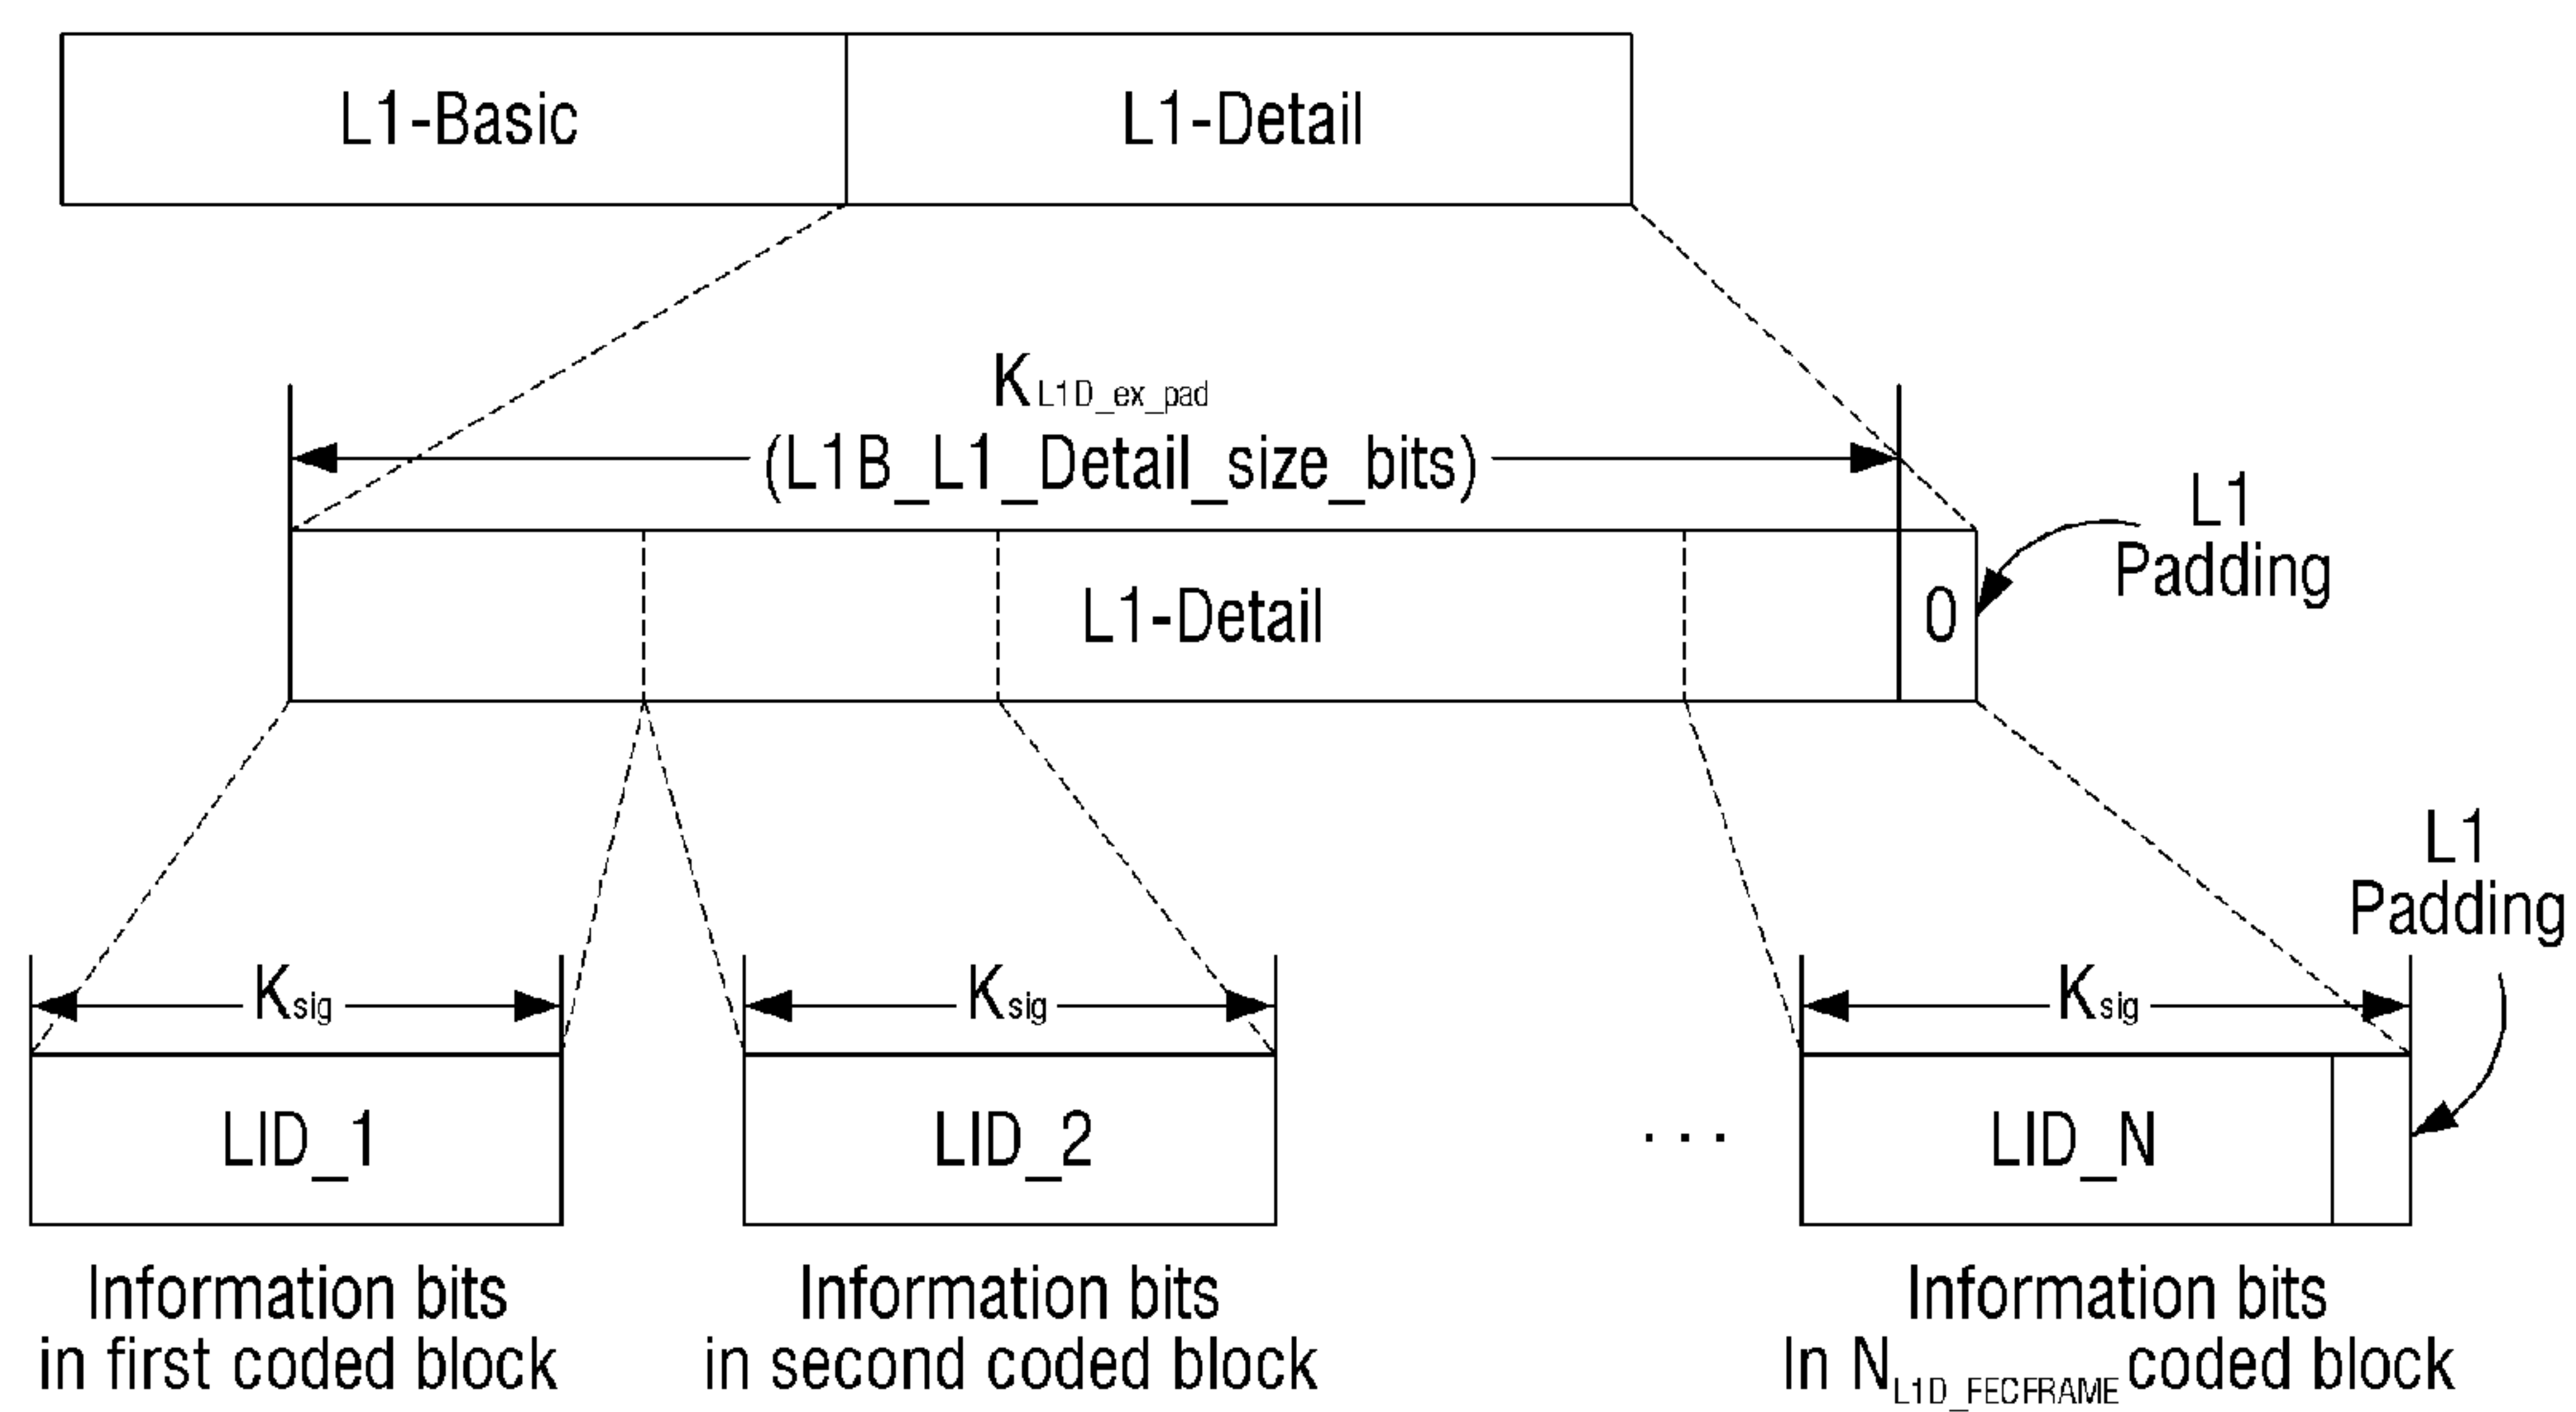 L1-Basic
L1-Detail
KL1D_ex_pad
(L1B_L1_Detail_size_bits)
L1
Padding
L1-Detail
0
L1
Padding
Ksig
Ksig
Ksig
LID_1
LID_2
...
LID_N
Information bits
in first coded block
Information bits
in second coded block
Information bits
In NL1D_FECFRAME coded block